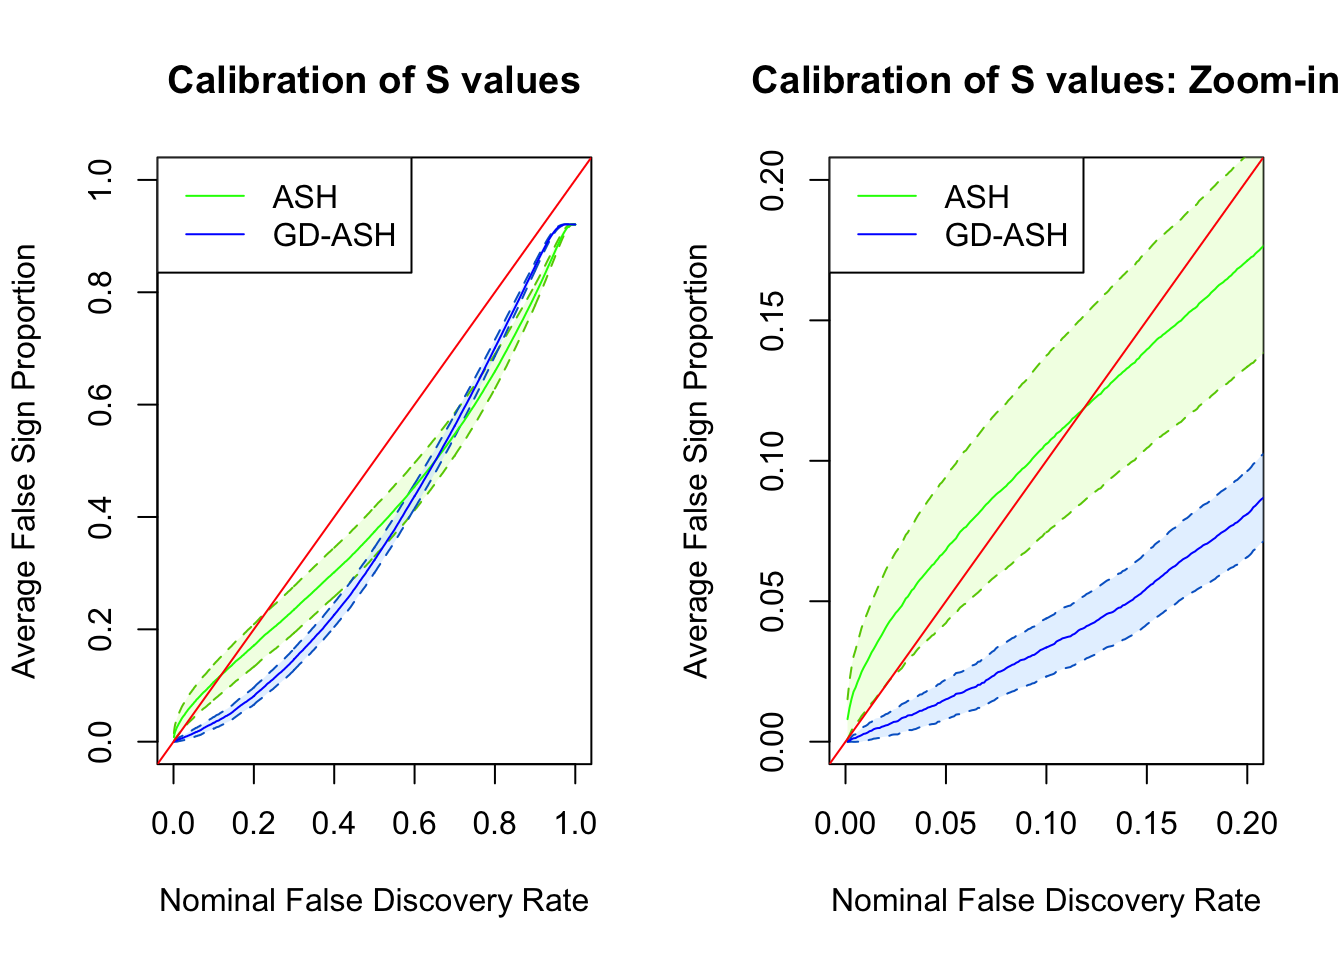 Calibration of S values
ASH
GD-ASH
Average False Sign Proportion
1.0
0.8
0.6
0.4
0.2
0.0
0.0 0.2 0.4 0.6 0.8 1.0
Nominal False Discovery Rate
Calibration of S values: Zoom-in
ASH
GD-ASH
Average False Sign Proportion
0.20
0.15
0.10
0.05
0.00
0.00 0.05 0.10 0.15 0.20
Nominal False Discovery Rate